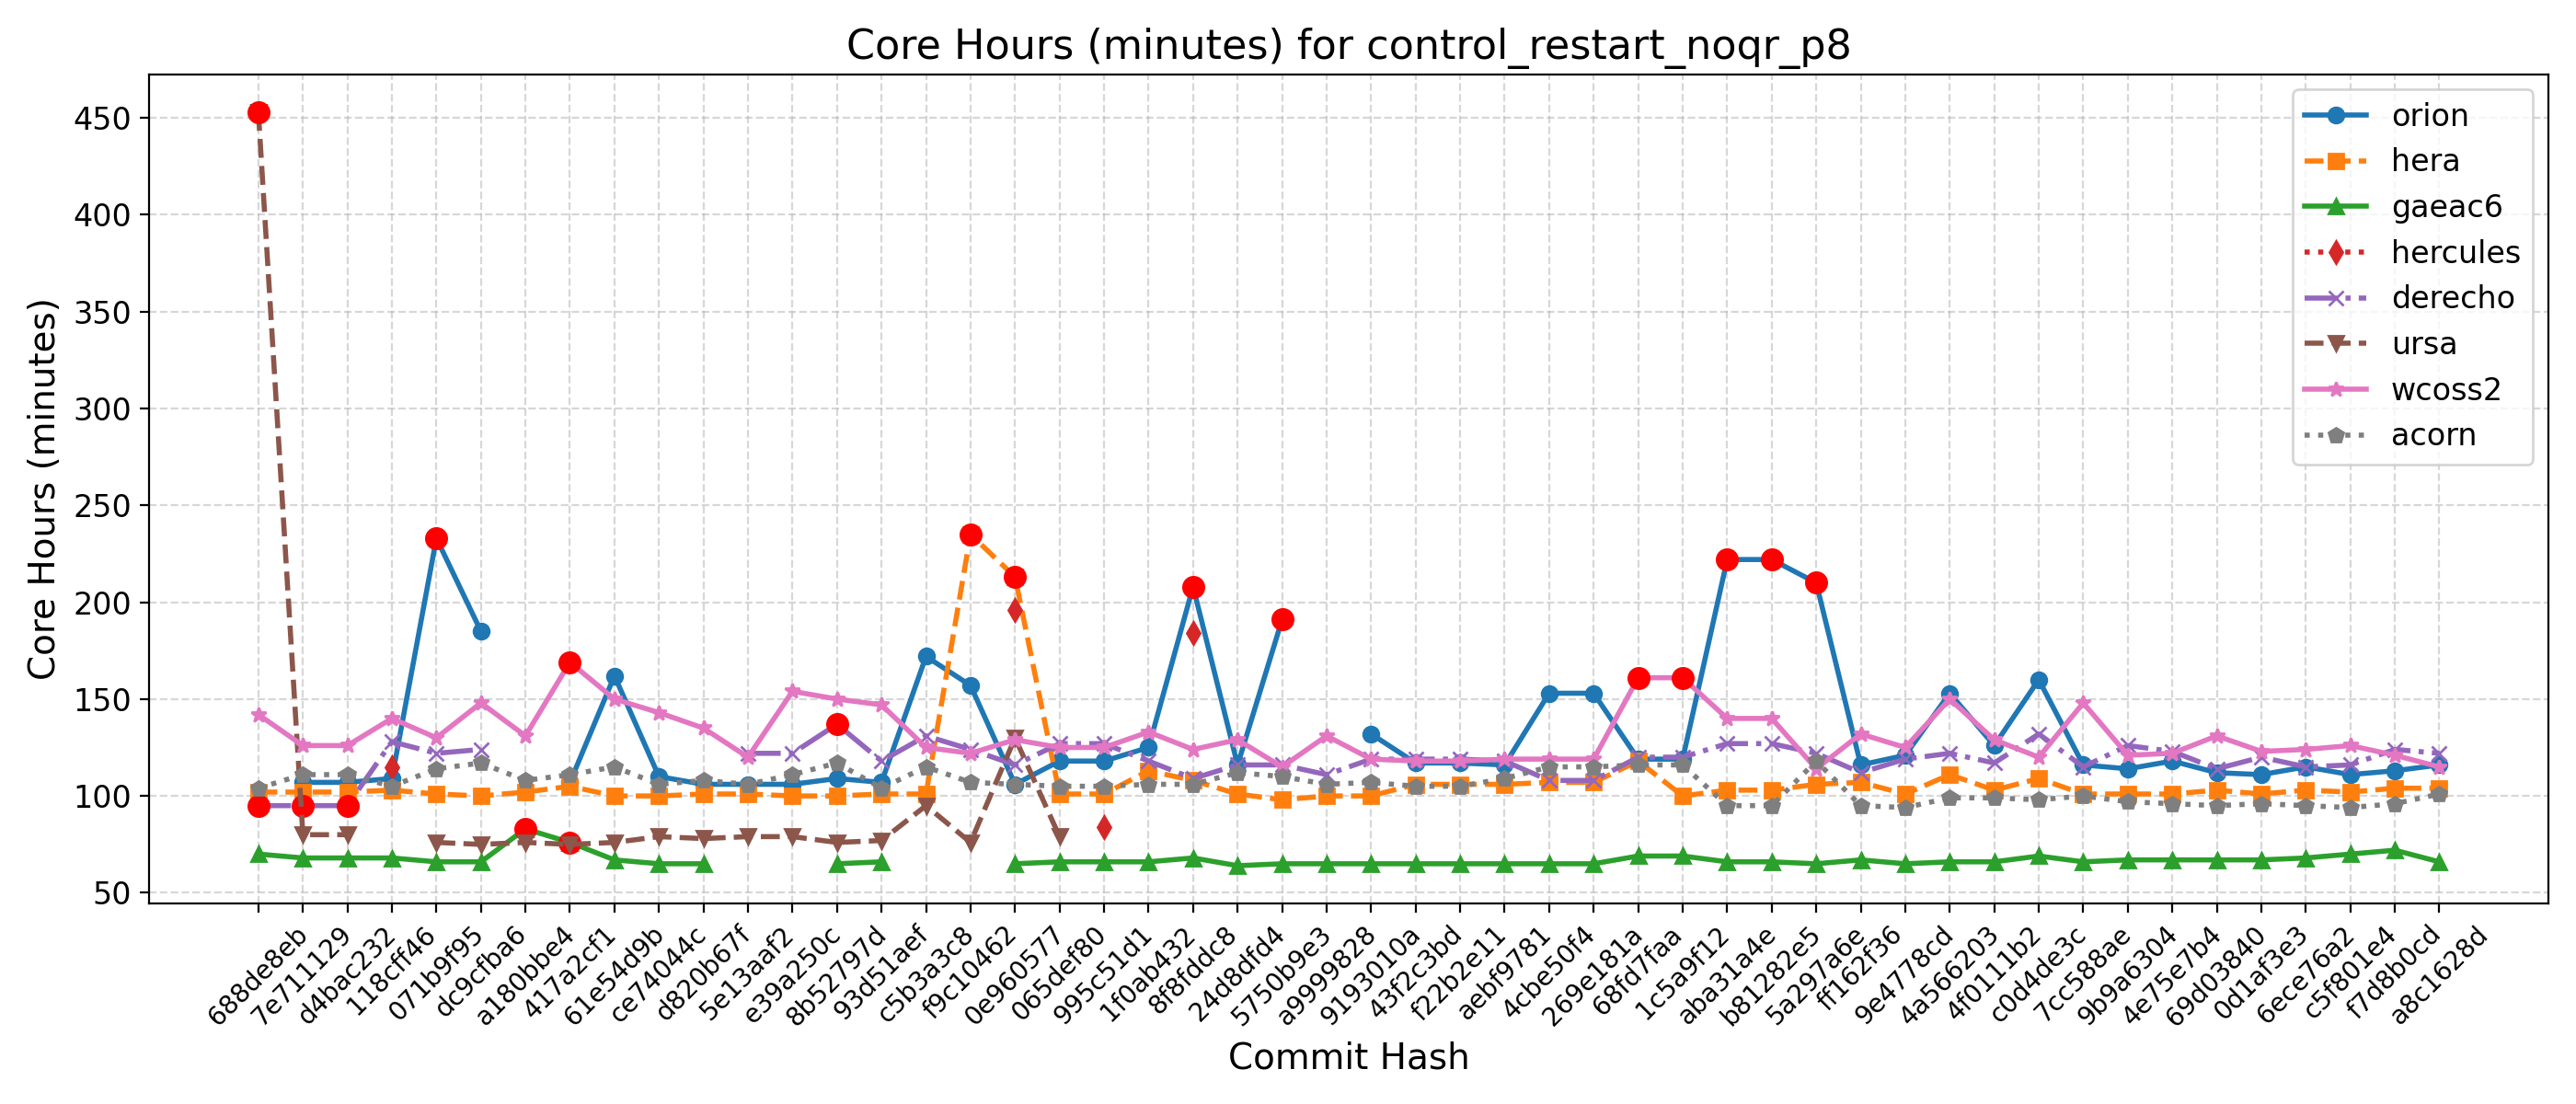 Core Hours (minutes) for control_restart_noqr_p8
Core Hours (minutes)
450
400
350
300
250
200
150
100
50
orion
hera
gaeac6
hercules
derecho
ursa
wcoss2
acorn
688de8eb
7e711129
d4bac232
118cff46
071b9f95
dc9cfba6
a180bbe4
417a2cf1
61e54d9b
ce74044c
d820b67f
5e13aaf2
e39a250c
8b52797d
93d51aef
c5b3a3c8
f9c10462
0e960577
065def80
995c51d1
1f0ab432
8f8fddc8
24d8dfd4
5750b9e3
a9999828
9193010a
43f2c3bd
f22b2e11
aebf9781
4cbe50f4
269e181a
68fd7faa
1c5a9f12
aba31a4e
b81282e5
5a297a6e
ff162f36
9e4778cd
4a566203
4f0111b2
c0d4de3c
7cc588ae
9b9a6304
4e75e7b4
69d03840
0d1af3e3
6ece76a2
c5f801e4
f7d8b0cd
a8c1628d
Commit Hash